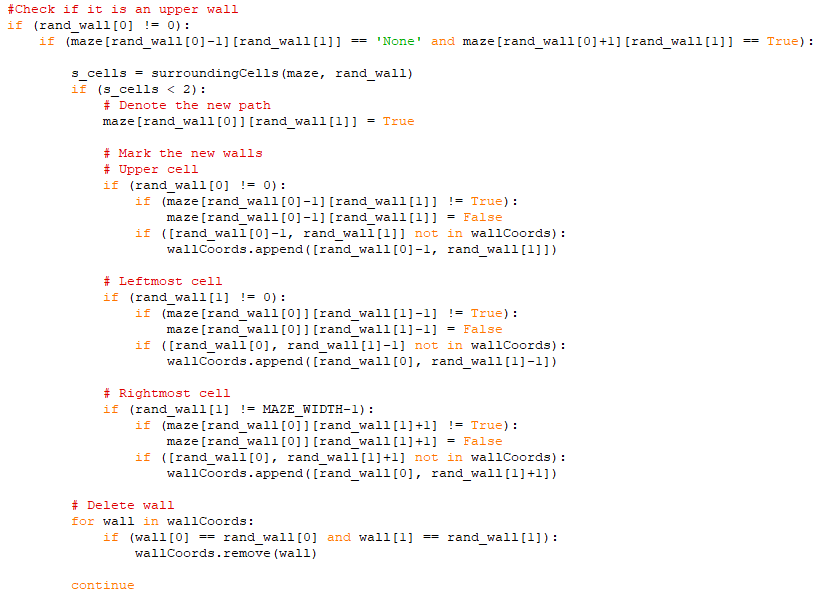 #Check if it is an upper wall
if (rand_wall[0] != 0):
    if (maze[rand_wall[0]-1][rand_wall[1]] == 'None' and maze[rand_wall[0]+1][rand_wall[1]] == True):

        s_cells = surroundingCells(maze, rand_wall)
        if (s_cells < 2):
            # Denote the new path
            maze[rand_wall[0]][rand_wall[1]] = True

            # Mark the new walls
            # Upper cell
            if (rand_wall[0] != 0):
                if (maze[rand_wall[0]-1][rand_wall[1]] != True):
                    maze[rand_wall[0]-1][rand_wall[1]] = False
                if ([rand_wall[0]-1, rand_wall[1]] not in wallCoords):
                    wallCoords.append([rand_wall[0]-1, rand_wall[1]])

            # Leftmost cell
            if (rand_wall[1] != 0):
                if (maze[rand_wall[0]][rand_wall[1]-1] != True):
                    maze[rand_wall[0]][rand_wall[1]-1] = False
                if ([rand_wall[0], rand_wall[1]-1] not in wallCoords):
                    wallCoords.append([rand_wall[0], rand_wall[1]-1])

            # Rightmost cell
            if (rand_wall[1] != MAZE_WIDTH-1):
                if (maze[rand_wall[0]][rand_wall[1]+1] != True):
                    maze[rand_wall[0]][rand_wall[1]+1] = False
                if ([rand_wall[0], rand_wall[1]+1] not in wallCoords):
                    wallCoords.append([rand_wall[0], rand_wall[1]+1])

        # Delete wall
        for wall in wallCoords:
            if (wall[0] == rand_wall[0] and wall[1] == rand_wall[1]):
                wallCoords.remove(wall)

        continue